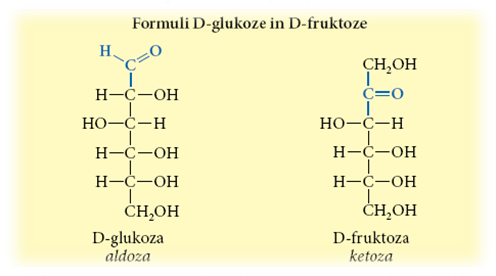 Formuli D-glukoze in D-fruktoze
H O
C
H—C—OH
HO—C—H
H—C—OH
H—C—OH
CH₂OH
D-glukoza
aldoza
CH₂OH
C=O
HO—C—H
H—C—OH
H—C—OH
CH₂OH
D-fruktoza
ketoza